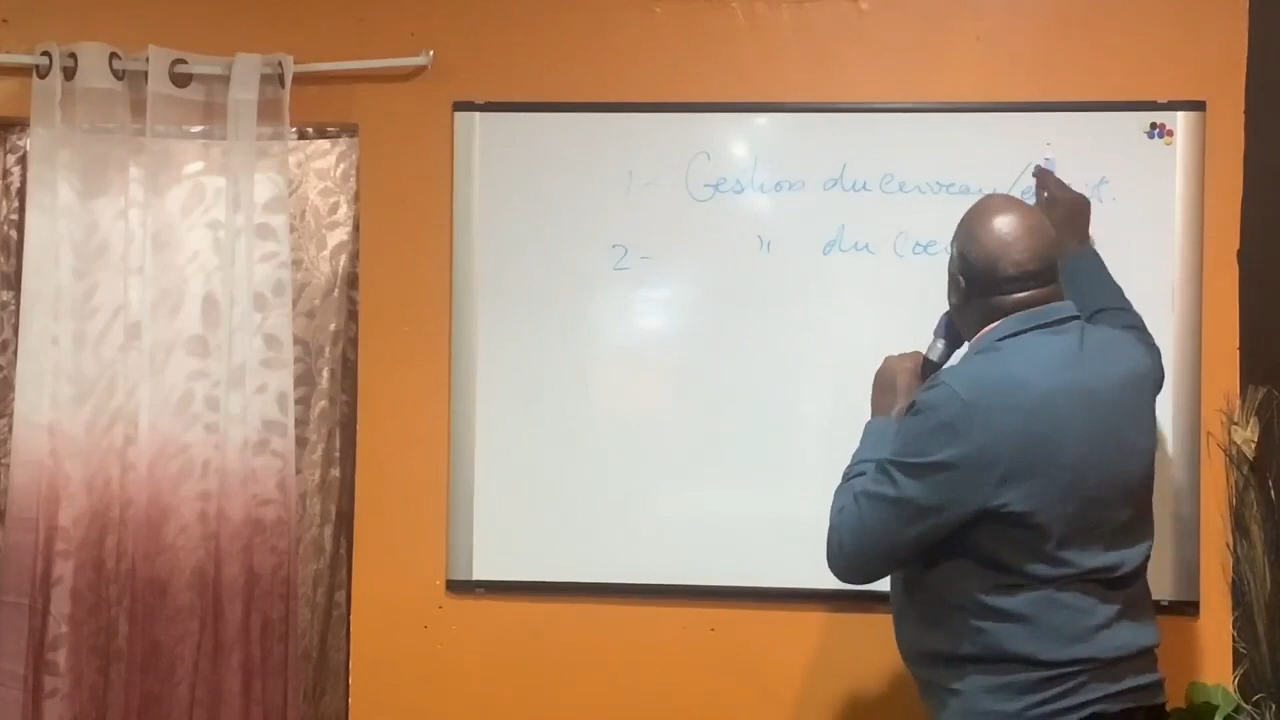 1- Gestion du cerveau/
2- " du